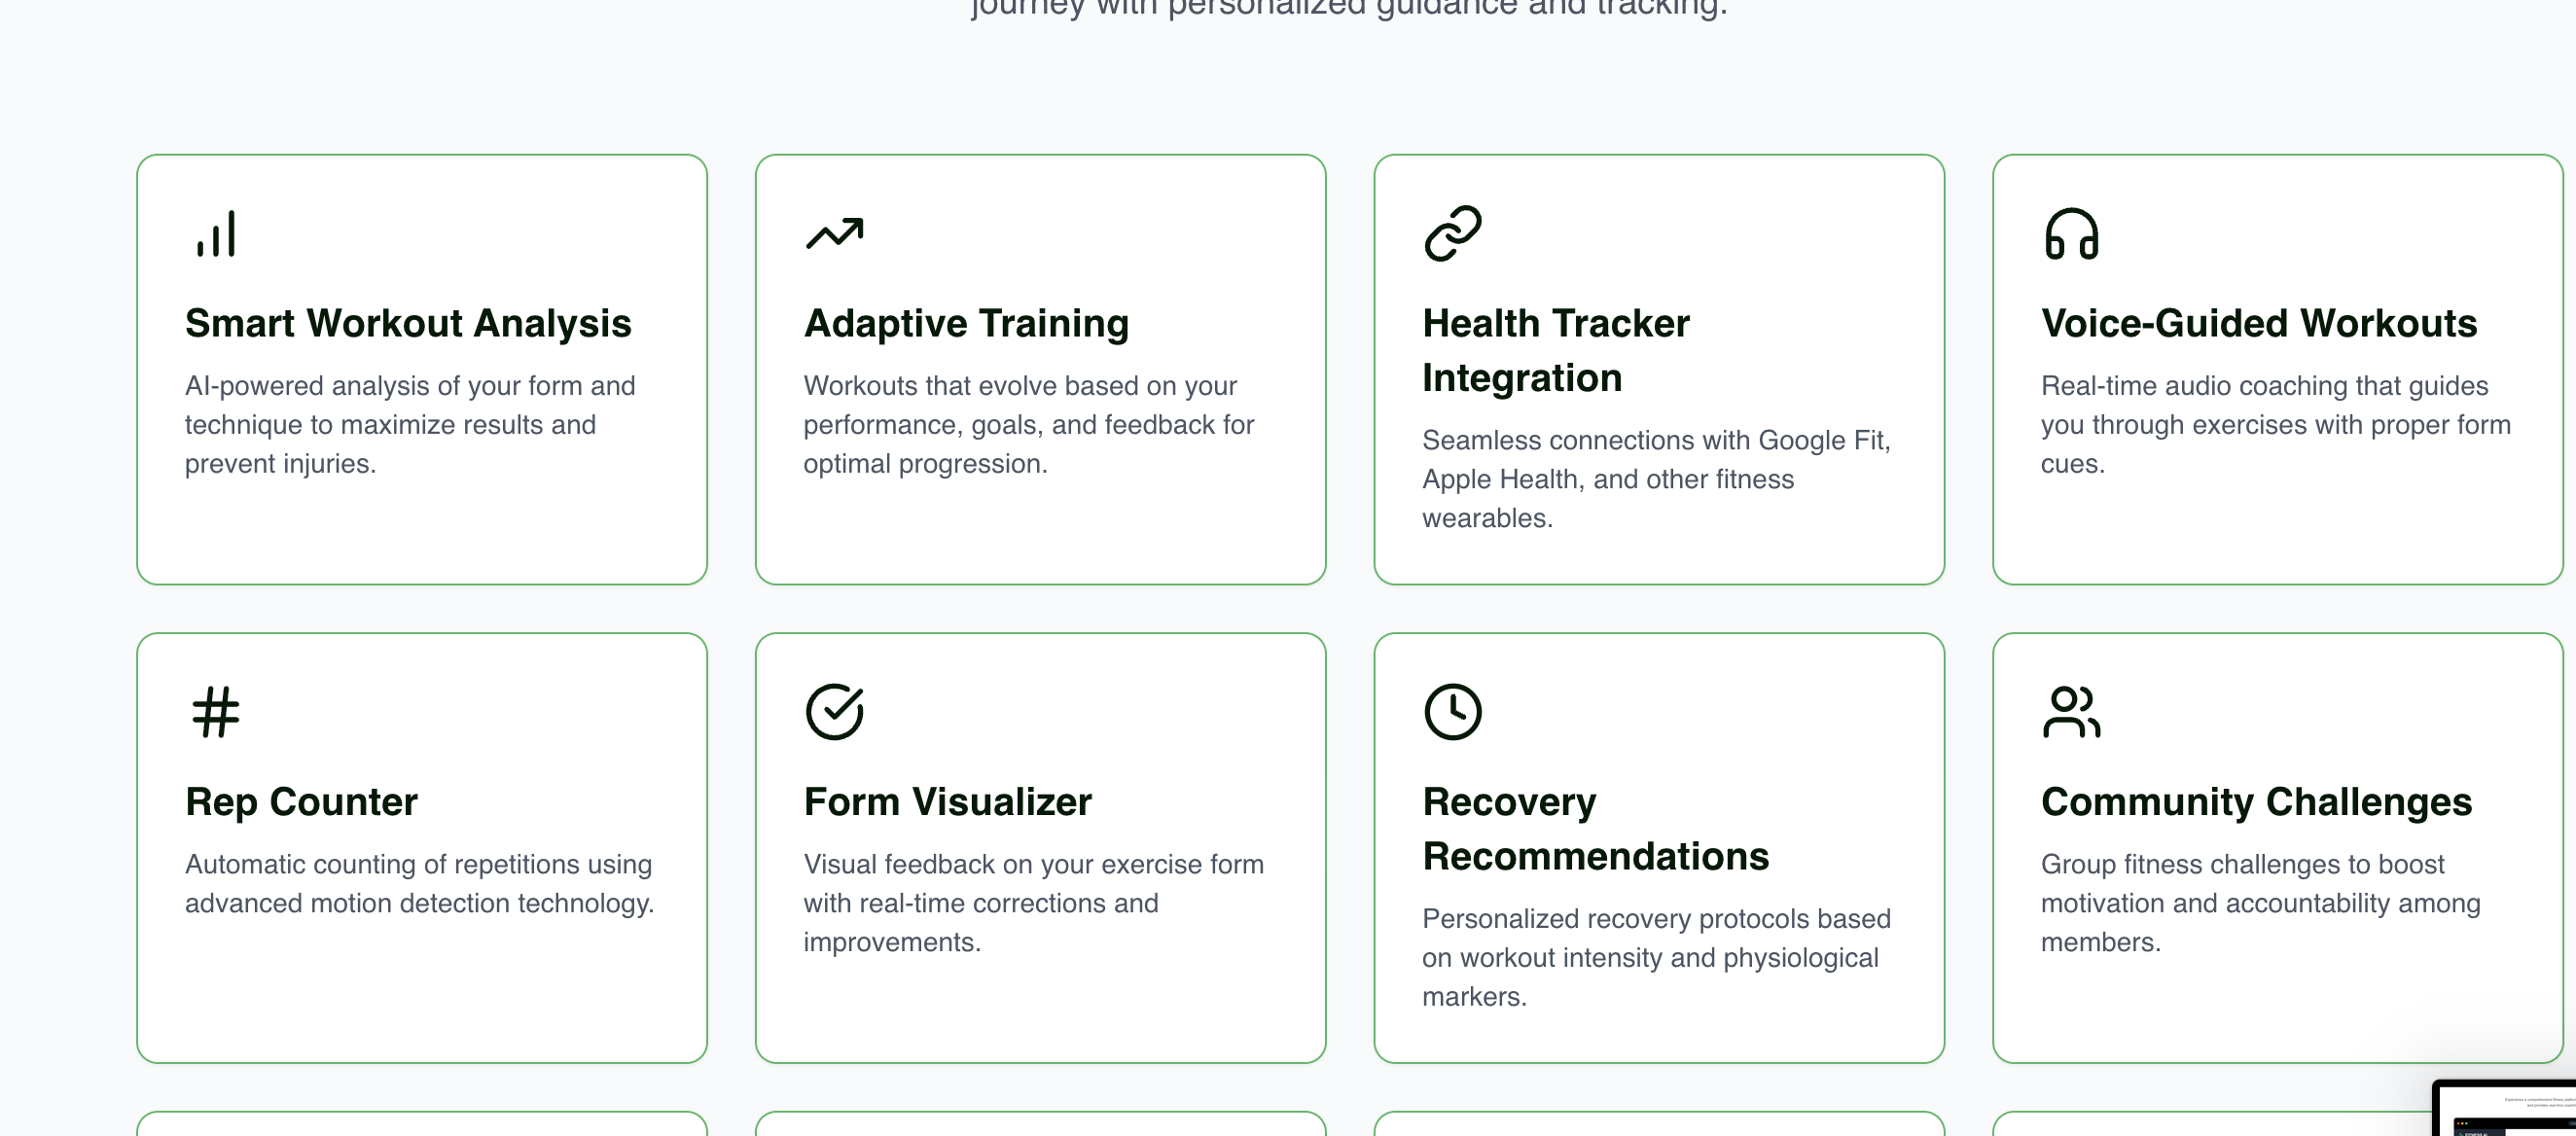 journey with personalized guidance and tracking.
Smart Workout Analysis
AI-powered analysis of your form and
technique to maximize results and
prevent injuries.
Adaptive Training
Workouts that evolve based on your
performance, goals, and feedback for
optimal progression.
Health Tracker
Integration
Seamless connections with Google Fit,
Apple Health, and other fitness
wearables.
Voice-Guided Workouts
Real-time audio coaching that guides
you through exercises with proper form
cues.
Rep Counter
Automatic counting of repetitions using
advanced motion detection technology.
Form Visualizer
Visual feedback on your exercise form
with real-time corrections and
improvements.
Recovery
Recommendations
Personalized recovery protocols based
on workout intensity and physiological
markers.
Community Challenges
Group fitness challenges to boost
motivation and accountability among
members.